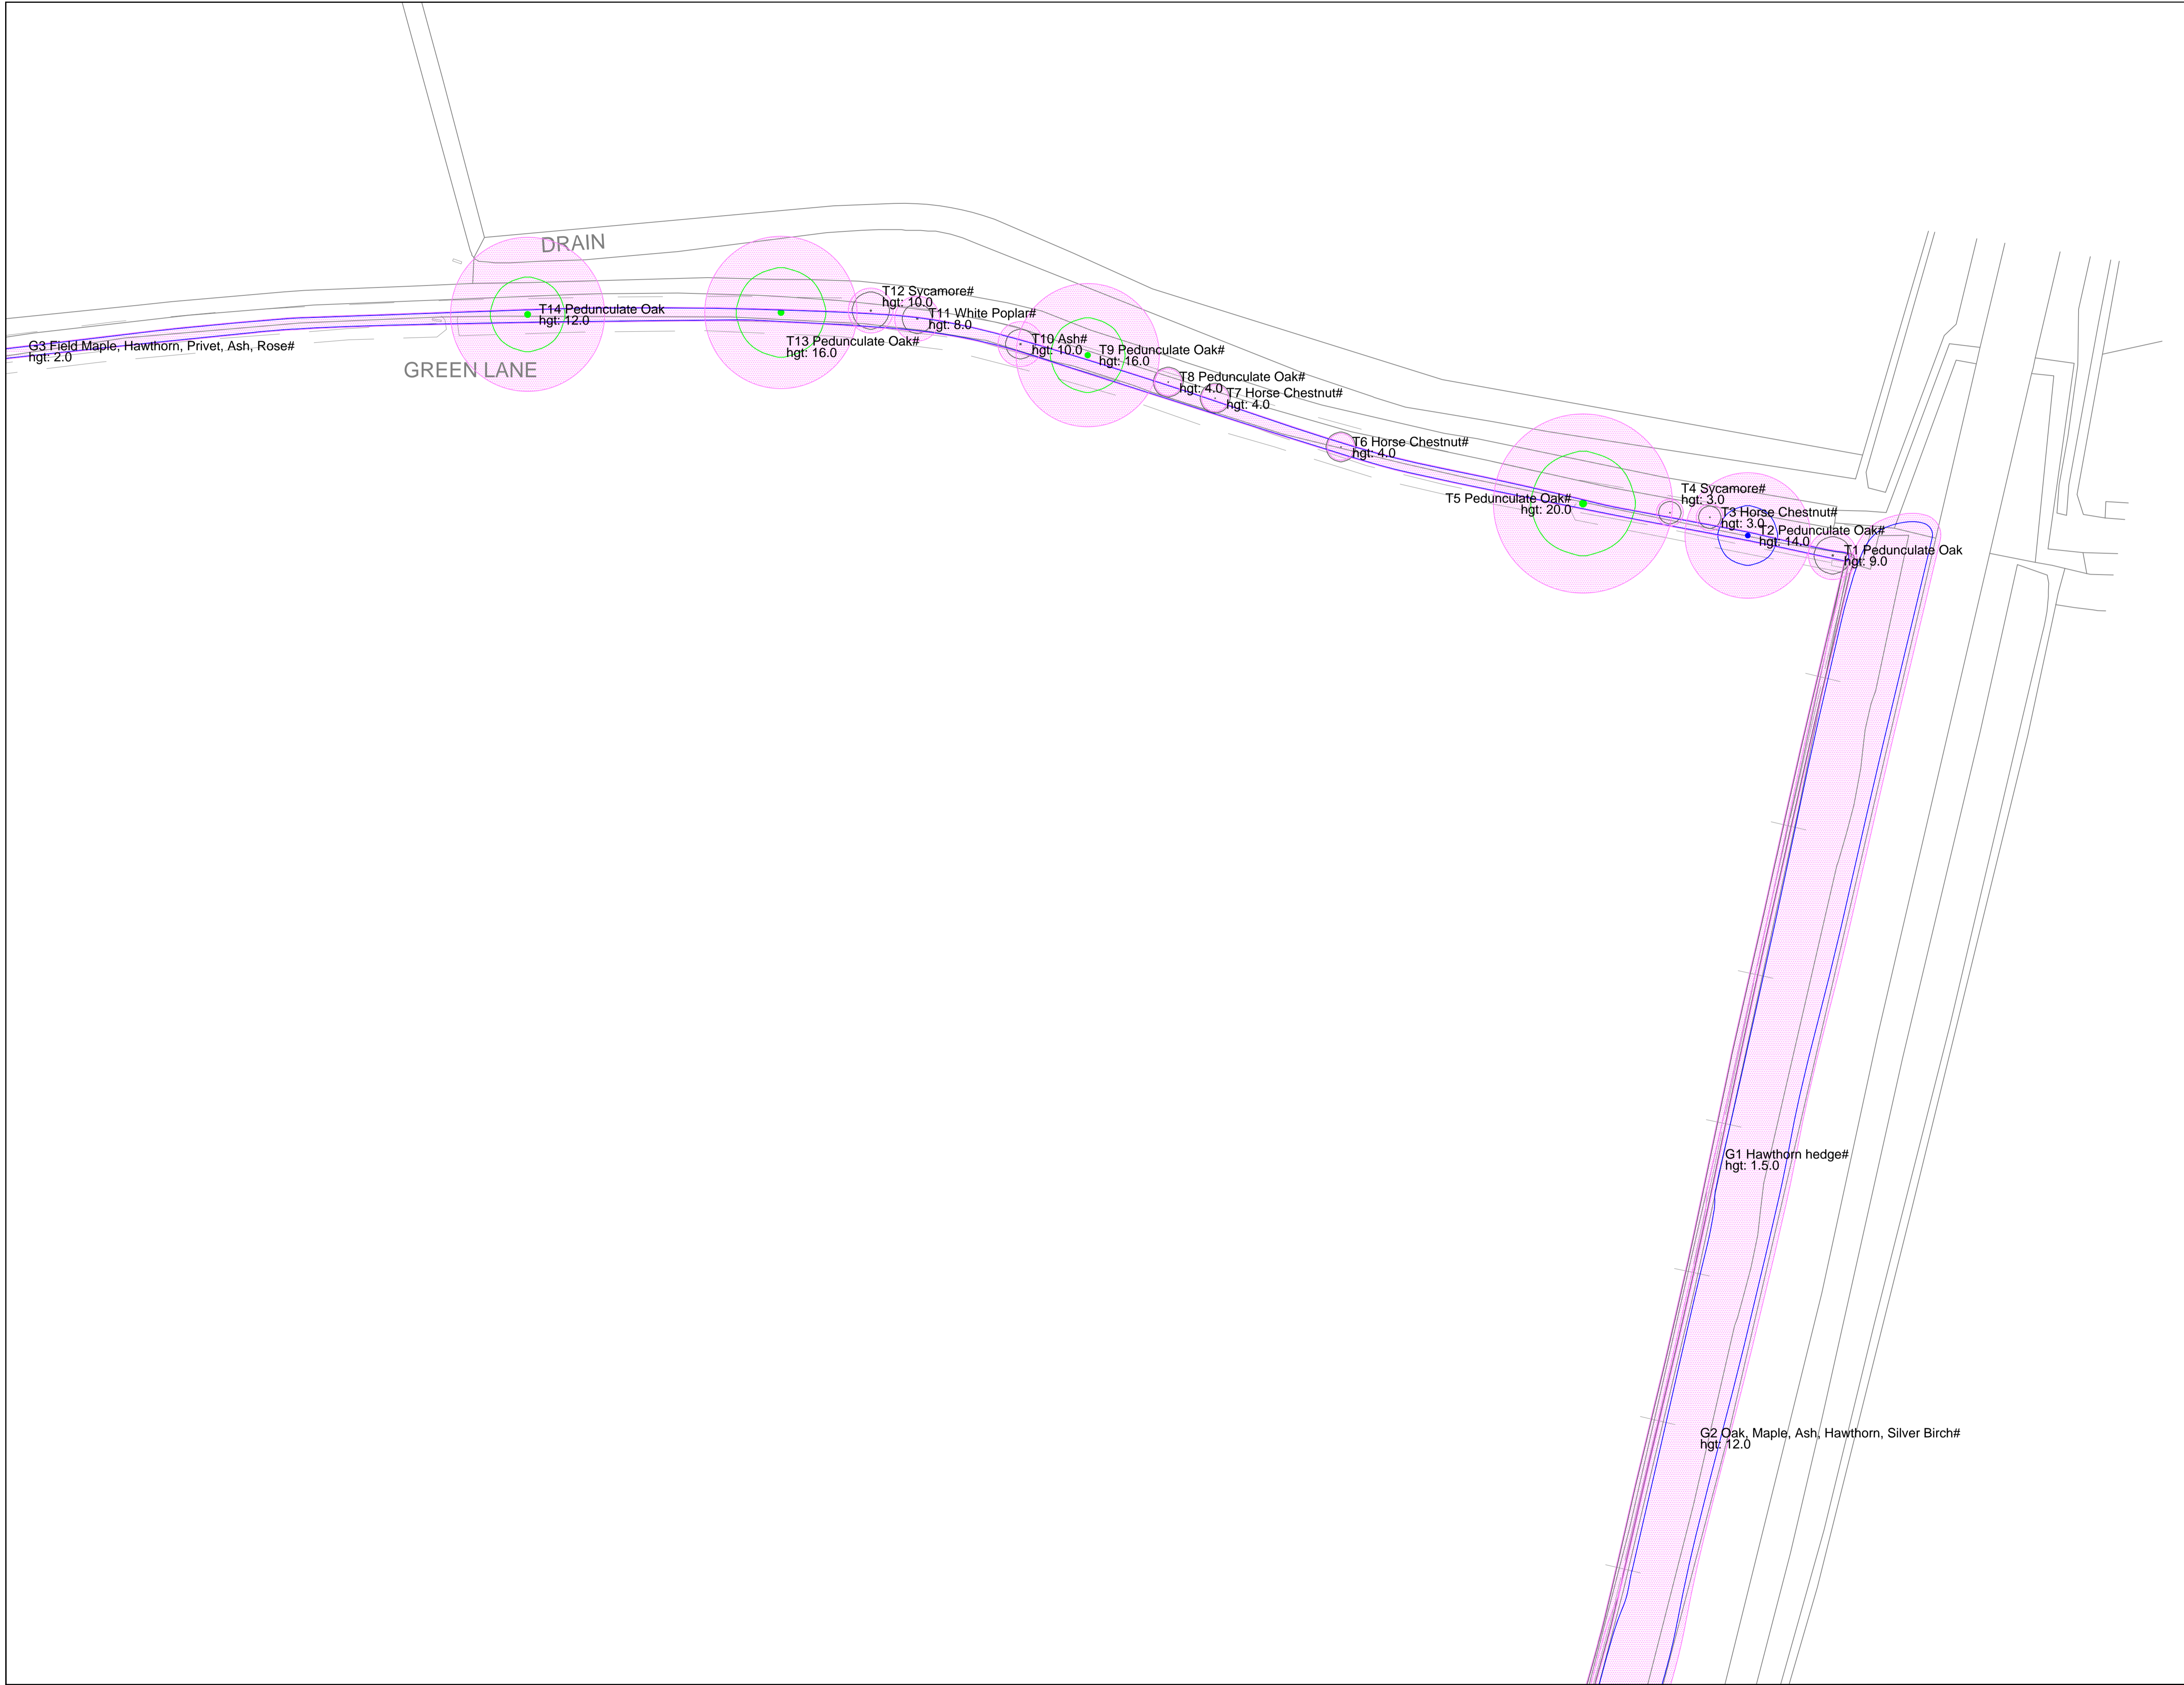 DRAIN
T12 Sycamore#
hgt: 10.0
T14 Pedunculate Oak
hgt: 12.0
T11 White Poplar#
hgt: 8.0
T13 Pedunculate Oak#
hgt: 16.0
T10 Ash#
hgt: 10.0
G3 Field Maple, Hawthorn, Privet, Ash, Rose#
hgt: 2.0
T9 Pedunculate Oak#
hgt: 16.0
GREEN LANE
T8 Pedunculate Oak#
hgt: 4.0
T7 Horse Chestnut#
hgt: 4.0
T6 Horse Chestnut#
hgt: 4.0
T4 Sycamore#
hgt: 3.0
T5 Pedunculate Oak#
hgt: 20.0
T3 Horse Chestnut#
hgt: 3.0
T2 Pedunculate Oak#
hgt: 14.0
T1 Pedunculate Oak
hgt: 9.0
G1 Hawthorn hedge#
hgt: 1.5.0
G2 Oak, Maple, Ash, Hawthorn, Silver Birch#
hgt: 12.0